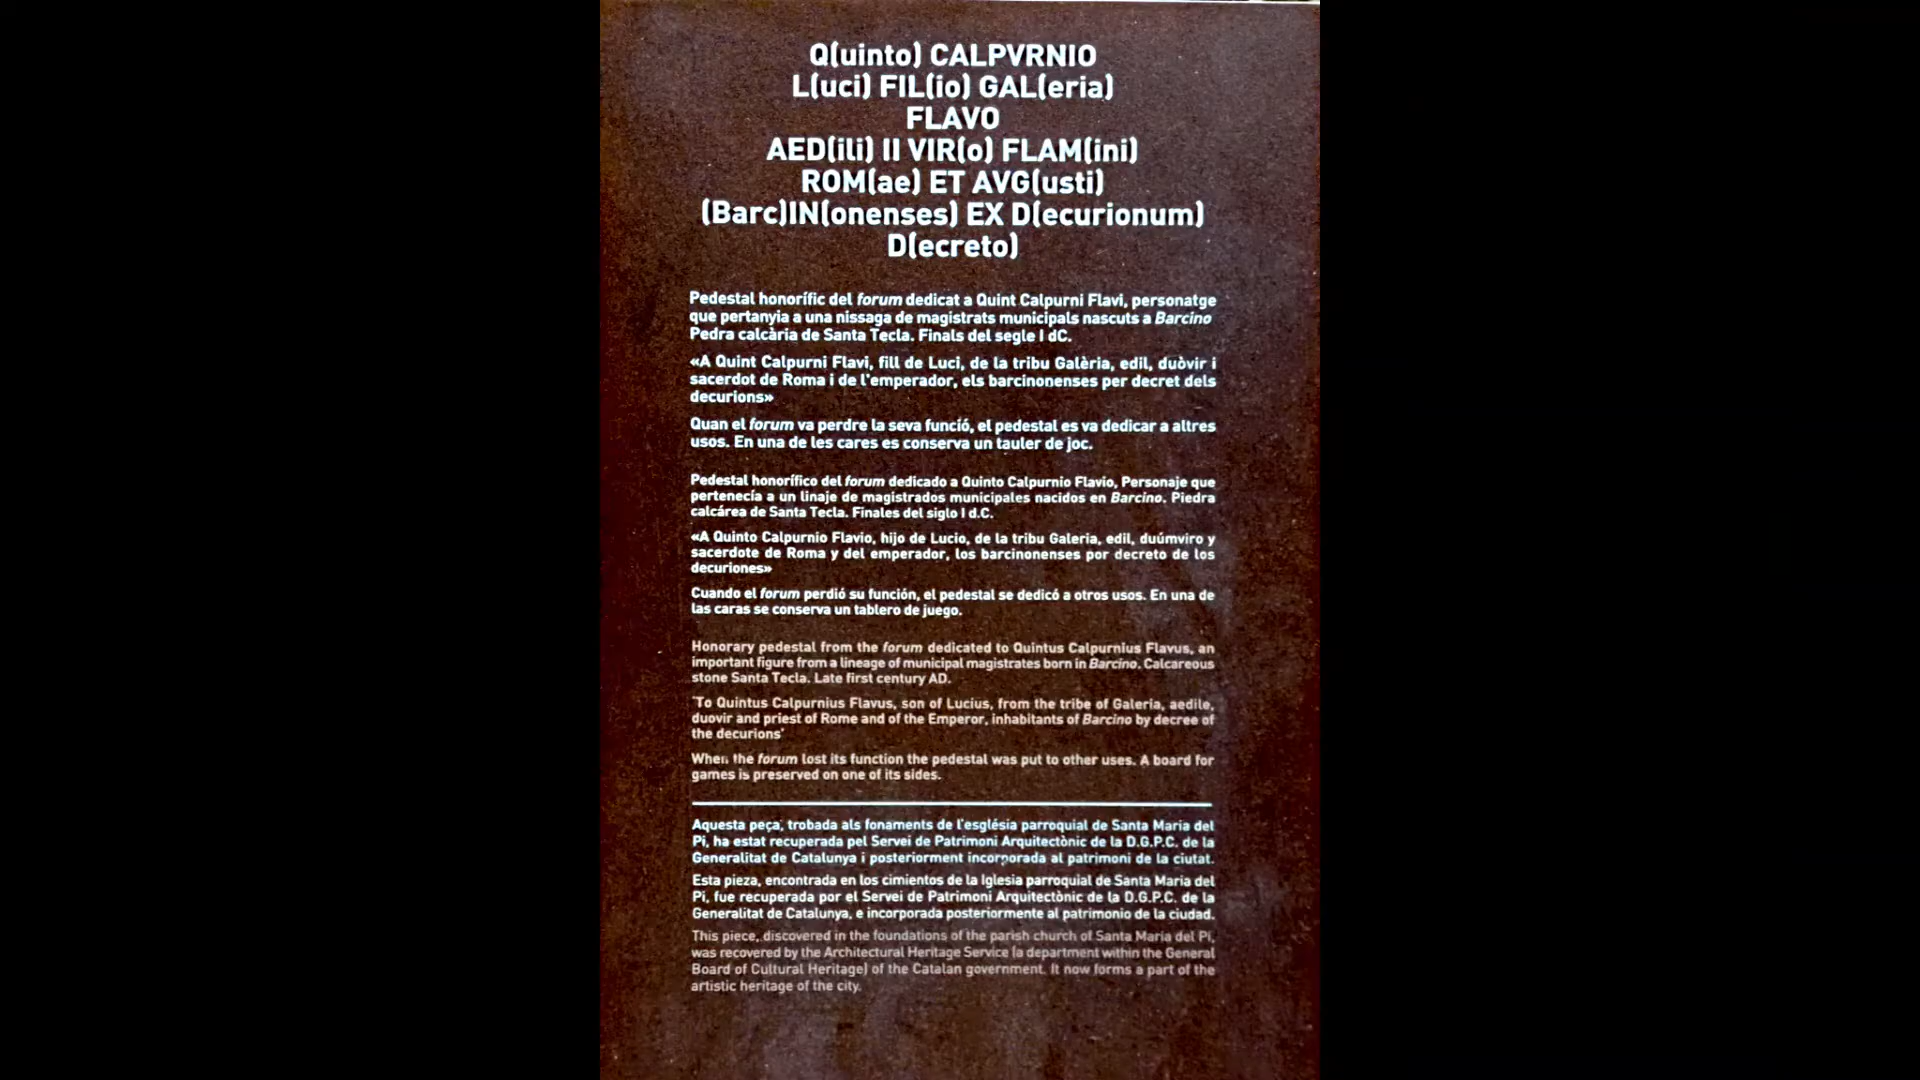 Q(uinto) CALPVRNIO
L(uci) FIL(io) GAL(eria)
FLAVO
AED(ili) II VIR(o) FLAM(ini)
ROM(ae) ET AVG(usti)
(Barc)IN(onenses) EX D(ecurionum)
D(ecreto)
Pedestal honorífic del forum dedicat a Quint Calpurni Flavi, personatge
que pertanyia a una nissaga de magistrats municipals nascuts a Barcino
Pedra calcària de Santa Tecla. Finals del segle I dC.
«A Quint Calpurni Flavi, fill de Luci, de la tribu Galèria, edil, duòvir i
sacerdot de Roma i de l'emperador, els barcinonenses per decret dels
decurions»
Quan el forum va perdre la seva funció, el pedestal es va dedicar a altres
usos. En una de les cares es conserva un tauler de joc.
Pedestal honorífico del forum dedicado a Quinto Calpurnio Flavio, Personaje que
pertenecía a un linaje de magistrados municipales nacidos en Barcino. Piedra
calcárea de Santa Tecla. Finales del siglo I d.C.
«A Quinto Calpurnio Flavio, hijo de Lucio, de la tribu Galeria, edil, duúmviro y
sacerdote de Roma y del emperador, los barcinonenses por decreto de los
decuriones»
Cuando el forum perdió su función, el pedestal se dedicó a otros usos. En una de
las caras se conserva un tablero de juego.
Honorary pedestal from the forum dedicated to Quintus Calpurnius Flavus, an
important figure from a lineage of municipal magistrates born in Barcino. Calcareous
stone Santa Tecla. Late first century AD.
'To Quintus Calpurnius Flavus, son of Lucius, from the tribe of Galeria, aedile,
duovir and priest of Rome and of the Emperor, inhabitants of Barcino by decree of
the decurions'
When the forum lost its function the pedestal was put to other uses. A board for
games is preserved on one of its sides.
Aquesta peça, trobada als fonaments de l'església parroquial de Santa Maria del
Pi, ha estat recuperada pel Servei de Patrimoni Arquitectònic de la D.G.P.C. de la
Generalitat de Catalunya i posteriorment incorporada al patrimoni de la ciutat.
Esta pieza, encontrada en los cimientos de la Iglesia parroquial de Santa Maria del
Pi, fue recuperada por el Servei de Patrimoni Arquitectònic de la D.G.P.C. de la
Generalitat de Catalunya, e incorporada posteriormente al patrimonio de la ciudad.
This piece, discovered in the foundations of the parish church of Santa Maria del Pi,
was recovered by the Architectural Heritage Service (a department within the General
Board of Cultural Heritage) of the Catalan government. It now forms a part of the
artistic heritage of the city.